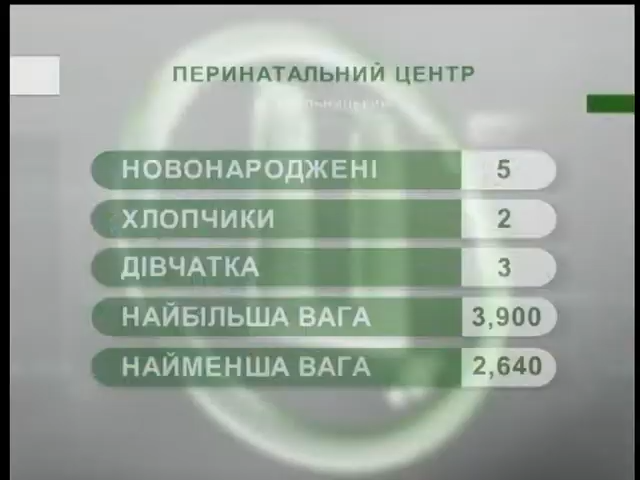 ПЕРИНАТАЛЬНИЙ ЦЕНТР
НОВОНАРОДЖЕНІ 5
ХЛОПЧИКИ 2
ДІВЧАТКА 3
НАЙБІЛЬША ВАГА 3,900
НАЙМЕНША ВАГА 2,640